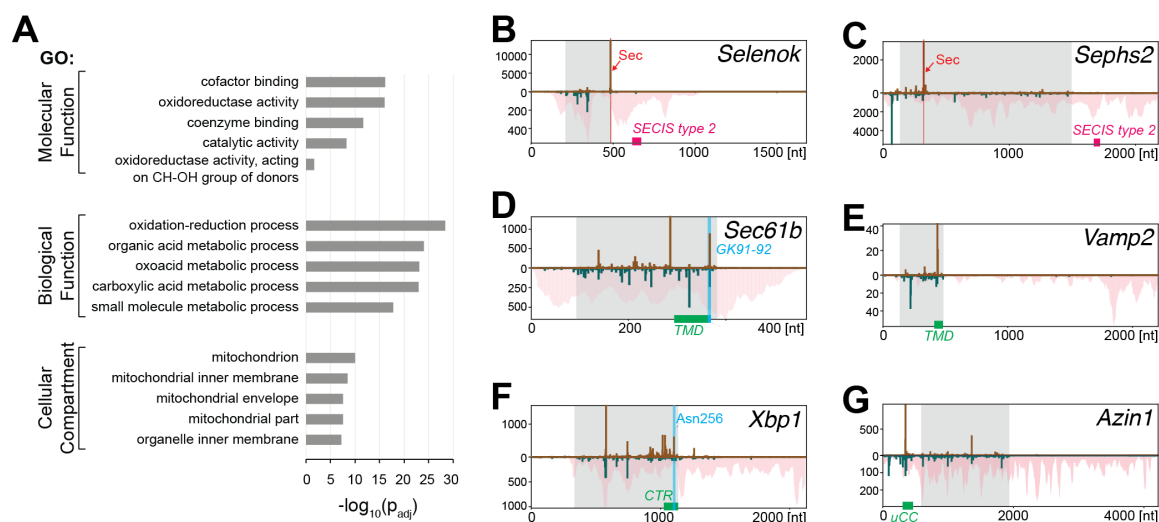 A
GO:
Molecular
Function
cofactor binding
oxidoreductase activity
coenzyme binding
catalytic activity
oxidoreductase activity, acting
on CH-OH group of donors
Biological
Function
oxidation-reduction process
organic acid metabolic process
oxoacid metabolic process
carboxylic acid metabolic process
small molecule metabolic process
Cellular
Compartment
mitochondrion
mitochondrial inner membrane
mitochondrial envelope
mitochondrial part
organelle inner membrane
0 5 10 15 20 25 30
-log10(padj)
B
Selenok
Sec
10000
5000
0
200
400
SECIS type 2
0 500 1000 1500 [nt]
C
Sephs2
Sec
2000
0
2000
4000
SECIS type 2
0 1000 2000 [nt]
D
Sec61b
GK91-92
1000
500
0
250
500
TMD
0 200 400 [nt]
E
Vamp2
40
20
0
20
40
TMD
0 1000 2000 [nt]
F
Xbp1
Asn256
1000
0
500
1000
CTR
0 1000 2000 [nt]
G
Azin1
500
0
100
200
uCC
0 2000 4000 [nt]